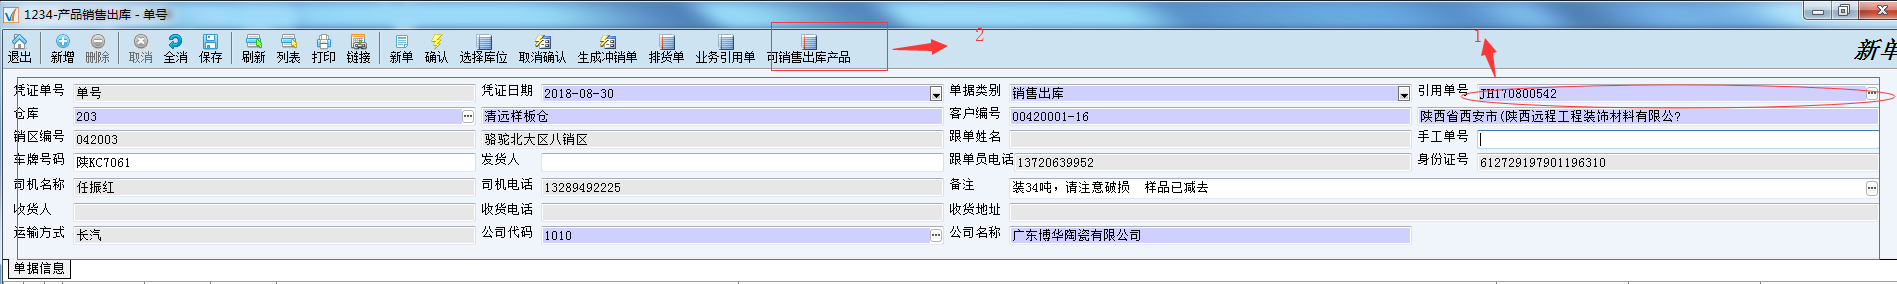 1234-产品销售出库 - 单号
退出 新增 删除 取消 全消 保存 刷新 列表 打印 链接 新单 确认 选择库位 取消确认 生成冲销单 排货单 业务引用单 可销售出库产品 2 1 新单
凭证单号 单号 凭证日期 2018-08-30 单据类别 销售出库 引用单号 JH170800542
仓库 203 清远样板仓 客户编号 00420001-16 陕西省西安市(陕西远程工程装饰材料有限公?
销区编号 042003 骆驼北大区八销区 跟单姓名 手工单号
车牌号码 陕KC7061 发货人 跟单员电话 13720639952 身份证号 612729197901196310
司机名称 任振红 司机电话 13289492225 备注 装34吨，请注意破损 样品已减去
收货人 收货电话 收货地址
运输方式 长汽 公司代码 1010 公司名称 广东博华陶瓷有限公司
单据信息